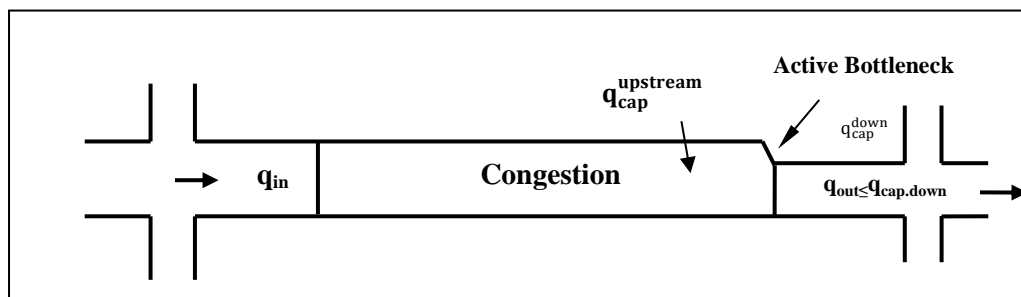 Active Bottleneck
q_cap^upstream
q_cap^down
q_in
Congestion
q_out≤q_cap.down